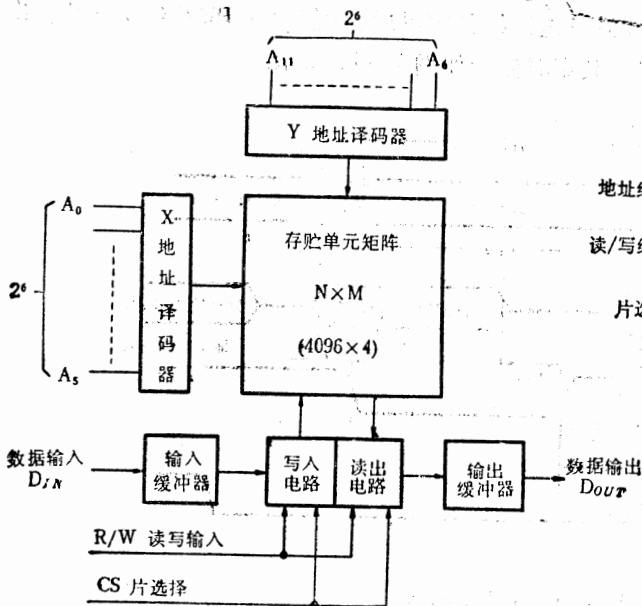 2⁶
A₁₁
A₆
Y 地址译码器
A₀
2⁶
A₅
X地址译码器
存贮单元矩阵
N×M
(4096×4)
地址
读/写
片选
数据输入
D_IN
输入
缓冲器
写入
电路
读出
电路
输出
缓冲器
数据输出
D_OUT
R/W 读写输入
CS 片选择